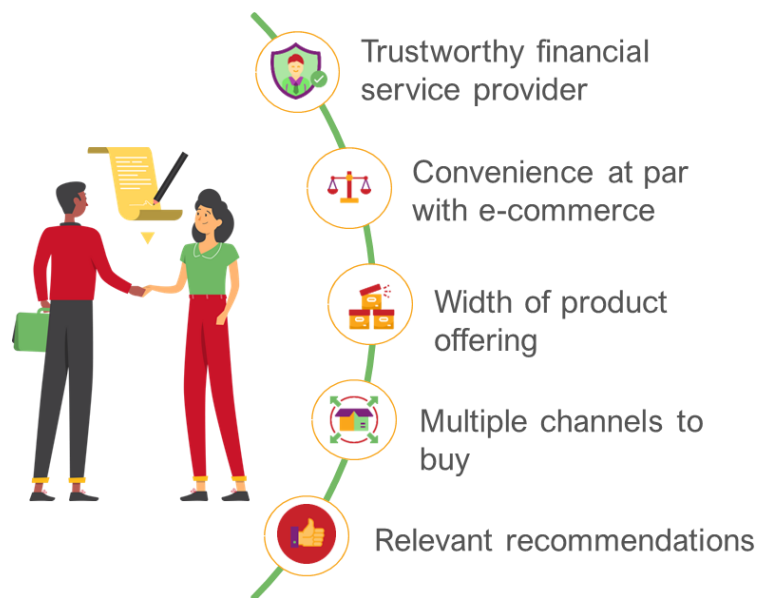 Trustworthy financial
service provider
Convenience at par
with e-commerce
Width of product
offering
Multiple channels to
buy
Relevant recommendations